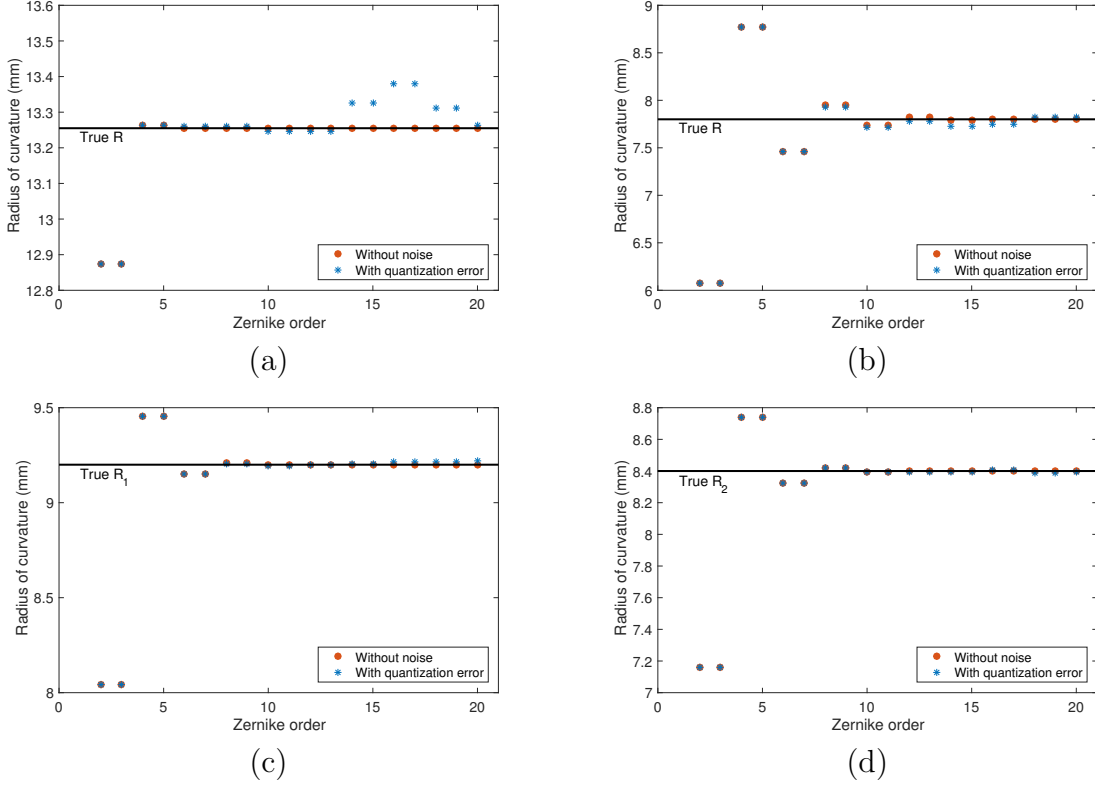 13.6
13.5
13.4
13.3
13.2
13.1
13
12.9
12.8
Radius of curvature (mm)
True R
Without noise
With quantization error
0 5 10 15 20
Zernike order
(a)
9
8.5
8
7.5
7
6.5
6
Radius of curvature (mm)
True R
Without noise
With quantization error
0 5 10 15 20
Zernike order
(b)
9.5
9
8.5
8
Radius of curvature (mm)
True R1
Without noise
With quantization error
0 5 10 15 20
Zernike order
(c)
8.8
8.6
8.4
8.2
8
7.8
7.6
7.4
7.2
7
Radius of curvature (mm)
True R2
Without noise
With quantization error
0 5 10 15 20
Zernike order
(d)